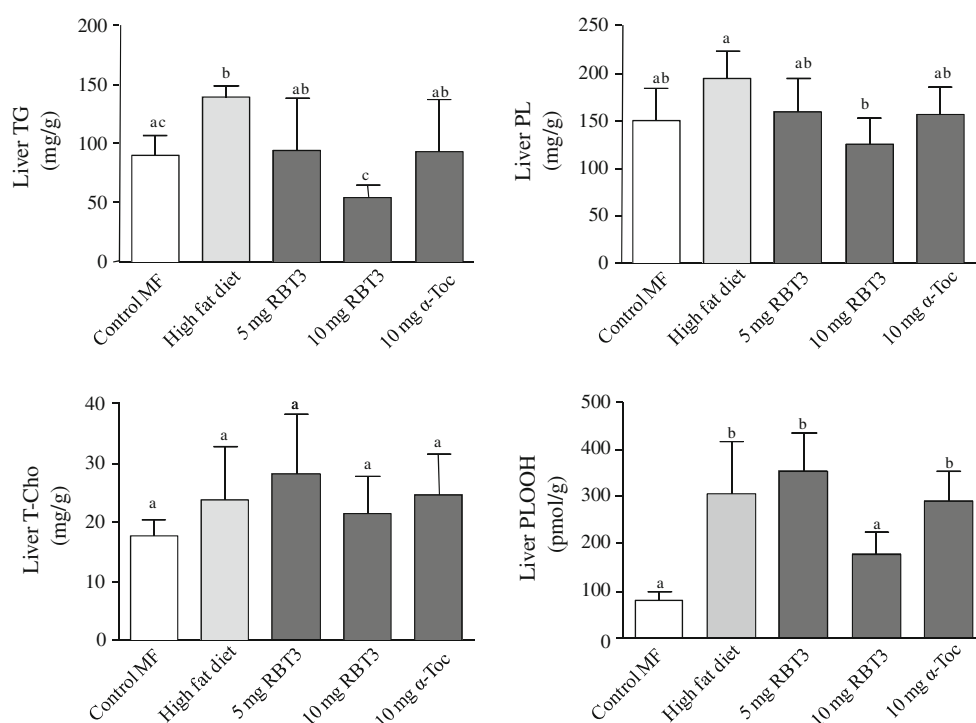 Liver TG
(mg/g)
200
150
100
50
0
ac
b
ab
c
ab
Control MF
High fat diet
5 mg RBT3
10 mg RBT3
10 mg α-Toc
Liver PL
(mg/g)
250
200
150
100
50
0
ab
a
ab
b
ab
Control MF
High fat diet
5 mg RBT3
10 mg RBT3
10 mg α-Toc
Liver T-Cho
(mg/g)
40
30
20
10
0
a
a
a
a
a
Control MF
High fat diet
5 mg RBT3
10 mg RBT3
10 mg α-Toc
Liver PLOOH
(pmol/g)
500
400
300
200
100
0
a
b
b
a
b
Control MF
High fat diet
5 mg RBT3
10 mg RBT3
10 mg α-Toc